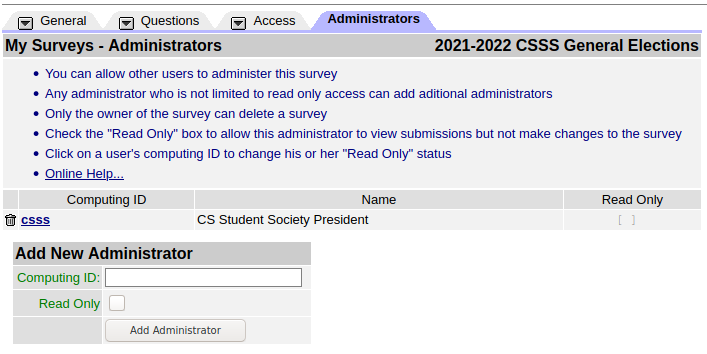 General Questions Access Administrators
My Surveys - Administrators 2021-2022 CSSS General Elections
You can allow other users to administer this survey
Any administrator who is not limited to read only access can add aditional administrators
Only the owner of the survey can delete a survey
Check the "Read Only" box to allow this administrator to view submissions but not make changes to the survey
Click on a user's computing ID to change his or her "Read Only" status
Online Help...
Computing ID Name Read Only
csss CS Student Society President [ ]
Add New Administrator
Computing ID:
Read Only
Add Administrator